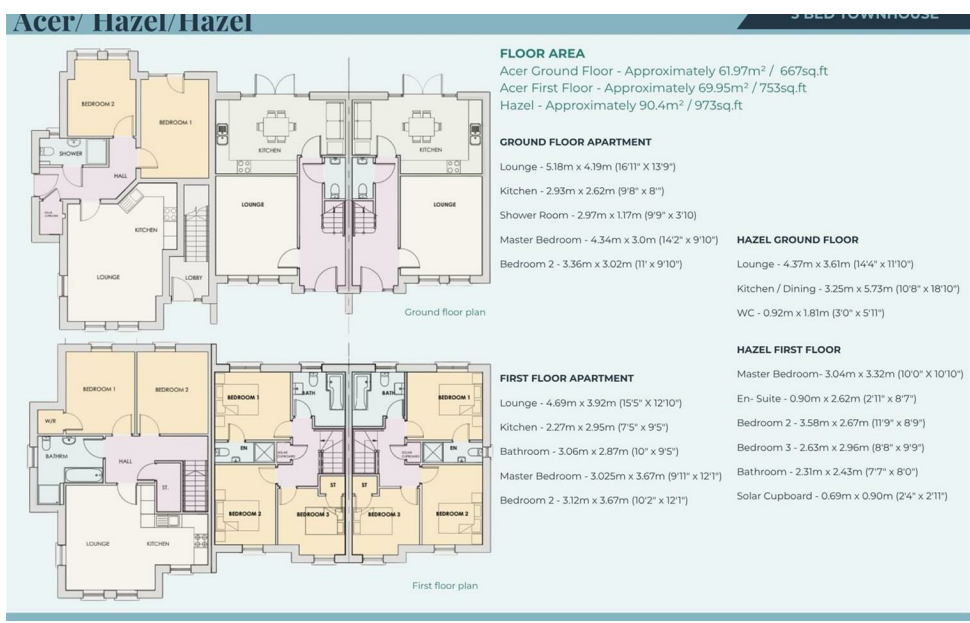 Acer/ Hazel/Hazel
3 BED TOWNHOUSE
FLOOR AREA
Acer Ground Floor - Approximately 61.97m² / 667sq.ft
Acer First Floor - Approximately 69.95m² / 753sq.ft
Hazel - Approximately 90.4m² / 973sq.ft
GROUND FLOOR APARTMENT
Lounge - 5.18m x 4.19m (16'11" X 13'9")
Kitchen - 2.93m x 2.62m (9'8" x 8'")
Shower Room - 2.97m x 1.17m (9'9" x 3'10)
Master Bedroom - 4.34m x 3.0m (14'2" x 9'10")
Bedroom 2 - 3.36m x 3.02m (11' x 9'10")
HAZEL GROUND FLOOR
Lounge - 4.37m x 3.61m (14'4" x 11'10")
Kitchen / Dining - 3.25m x 5.73m (10'8" x 18'10")
WC - 0.92m x 1.81m (3'0" x 5'11")
HAZEL FIRST FLOOR
Master Bedroom- 3.04m x 3.32m (10'0" X 10'10")
En- Suite - 0.90m x 2.62m (2'11" x 8'7")
Bedroom 2 - 3.58m x 2.67m (11'9" x 8'9")
Bedroom 3 - 2.63m x 2.96m (8'8" x 9'9")
Bathroom - 2.31m x 2.43m (7'7" x 8'0")
Solar Cupboard - 0.69m x 0.90m (2'4" x 2'11")
FIRST FLOOR APARTMENT
Lounge - 4.69m x 3.92m (15'5" X 12'10")
Kitchen - 2.27m x 2.95m (7'5" x 9'5")
Bathroom - 3.06m x 2.87m (10" x 9'5")
Master Bedroom - 3.025m x 3.67m (9'11" x 12'1")
Bedroom 2 - 3.12m x 3.67m (10'2" x 12'1")
BEDROOM 2
BEDROOM 1
SHOWER
HALL
KITCHEN
LOUNGE
LOBBY
KITCHEN
KITCHEN
LOUNGE
LOUNGE
Ground floor plan
BEDROOM 1
BEDROOM 2
W/R
BATHRM
HALL
ST.
LOUNGE
KITCHEN
BEDROOM 1
BATH
BATH
BEDROOM 1
EN
SOLAR CUPBOARD
SOLAR CUPBOARD
EN
ST
ST
BEDROOM 2
BEDROOM 3
BEDROOM 3
BEDROOM 2
First floor plan